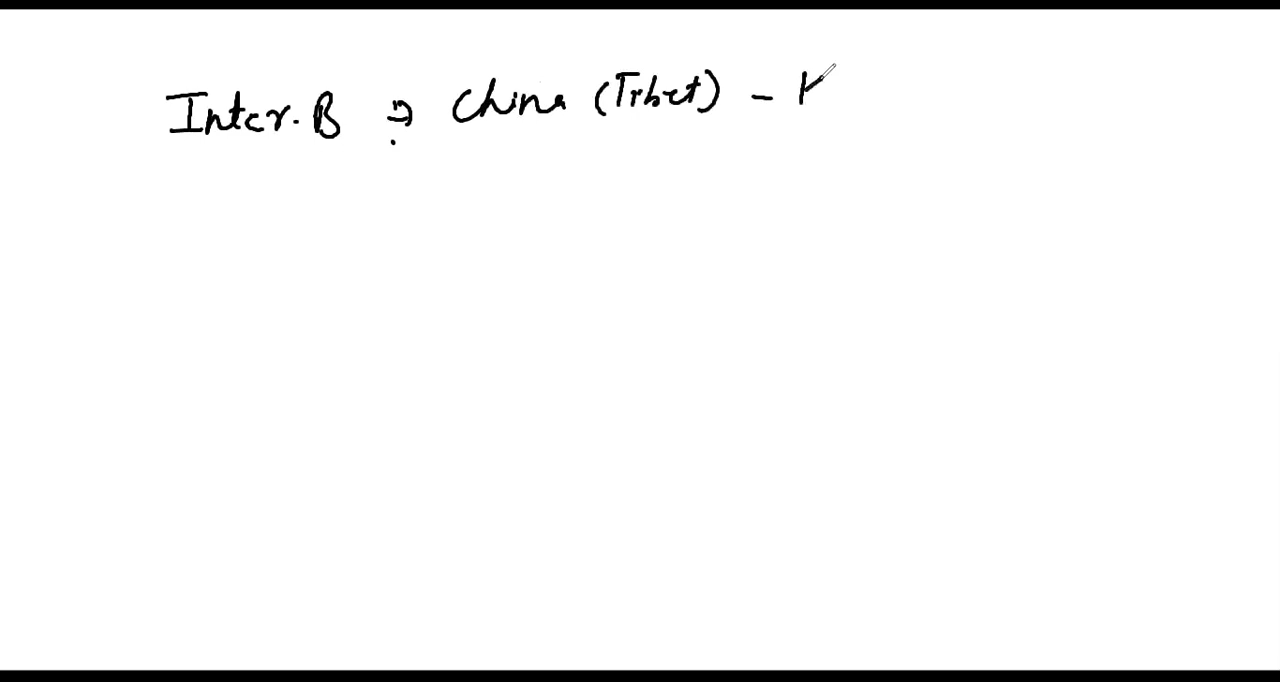 Inter. B ⇒ China (Tibet) -